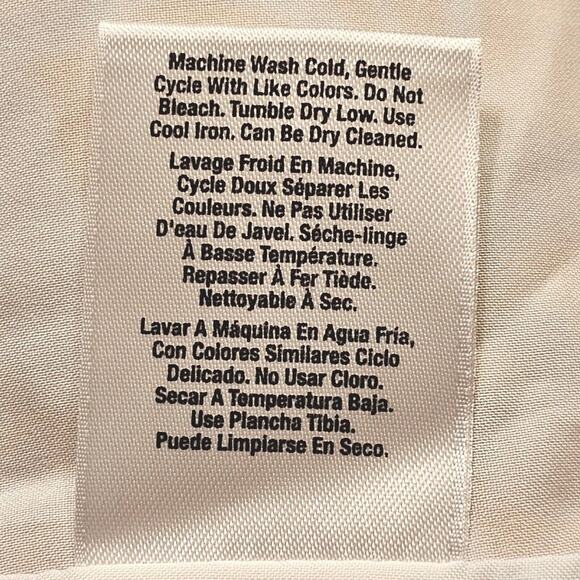 Machine Wash Cold, Gentle
Cycle With Like Colors. Do Not
Bleach. Tumble Dry Low. Use
Cool Iron. Can Be Dry Cleaned.
Lavage Froid En Machine,
Cycle Doux Séparer Les
Couleurs. Ne Pas Utiliser
D'eau De Javel. Séche-linge
À Basse Température.
Repasser À Fer Tiède.
Nettoyable À Sec.
Lavar A Máquina En Agua Fría,
Con Colores Similares Ciclo
Delicado. No Usar Cloro.
Secar A Temperatura Baja.
Use Plancha Tibia.
Puede Limpiarse En Seco.